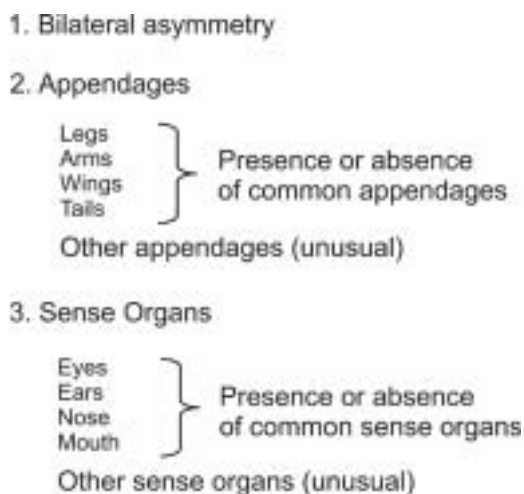 1. Bilateral asymmetry
2. Appendages
Legs
Arms
Wings
Tails
Presence or absence
of common appendages
Other appendages (unusual)
3. Sense Organs
Eyes
Ears
Nose
Mouth
Presence or absence
of common sense organs
Other sense organs (unusual)